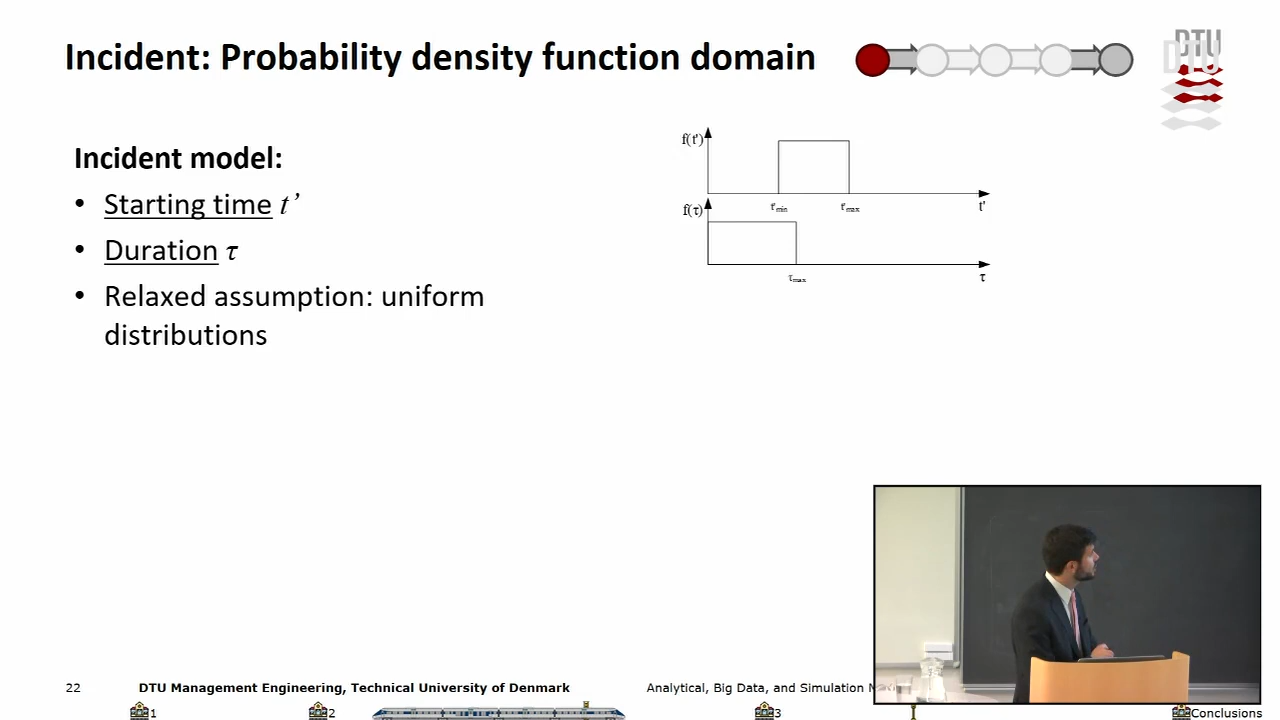 Incident: Probability density function domain
DTU
Incident model:
• Starting time t’
• Duration τ
• Relaxed assumption: uniform
distributions
f(t')
t'min
t'max
t'
f(τ)
τmax
τ
22
DTU Management Engineering, Technical University of Denmark
Analytical, Big Data, and Simulation
1
2
3
Conclusions